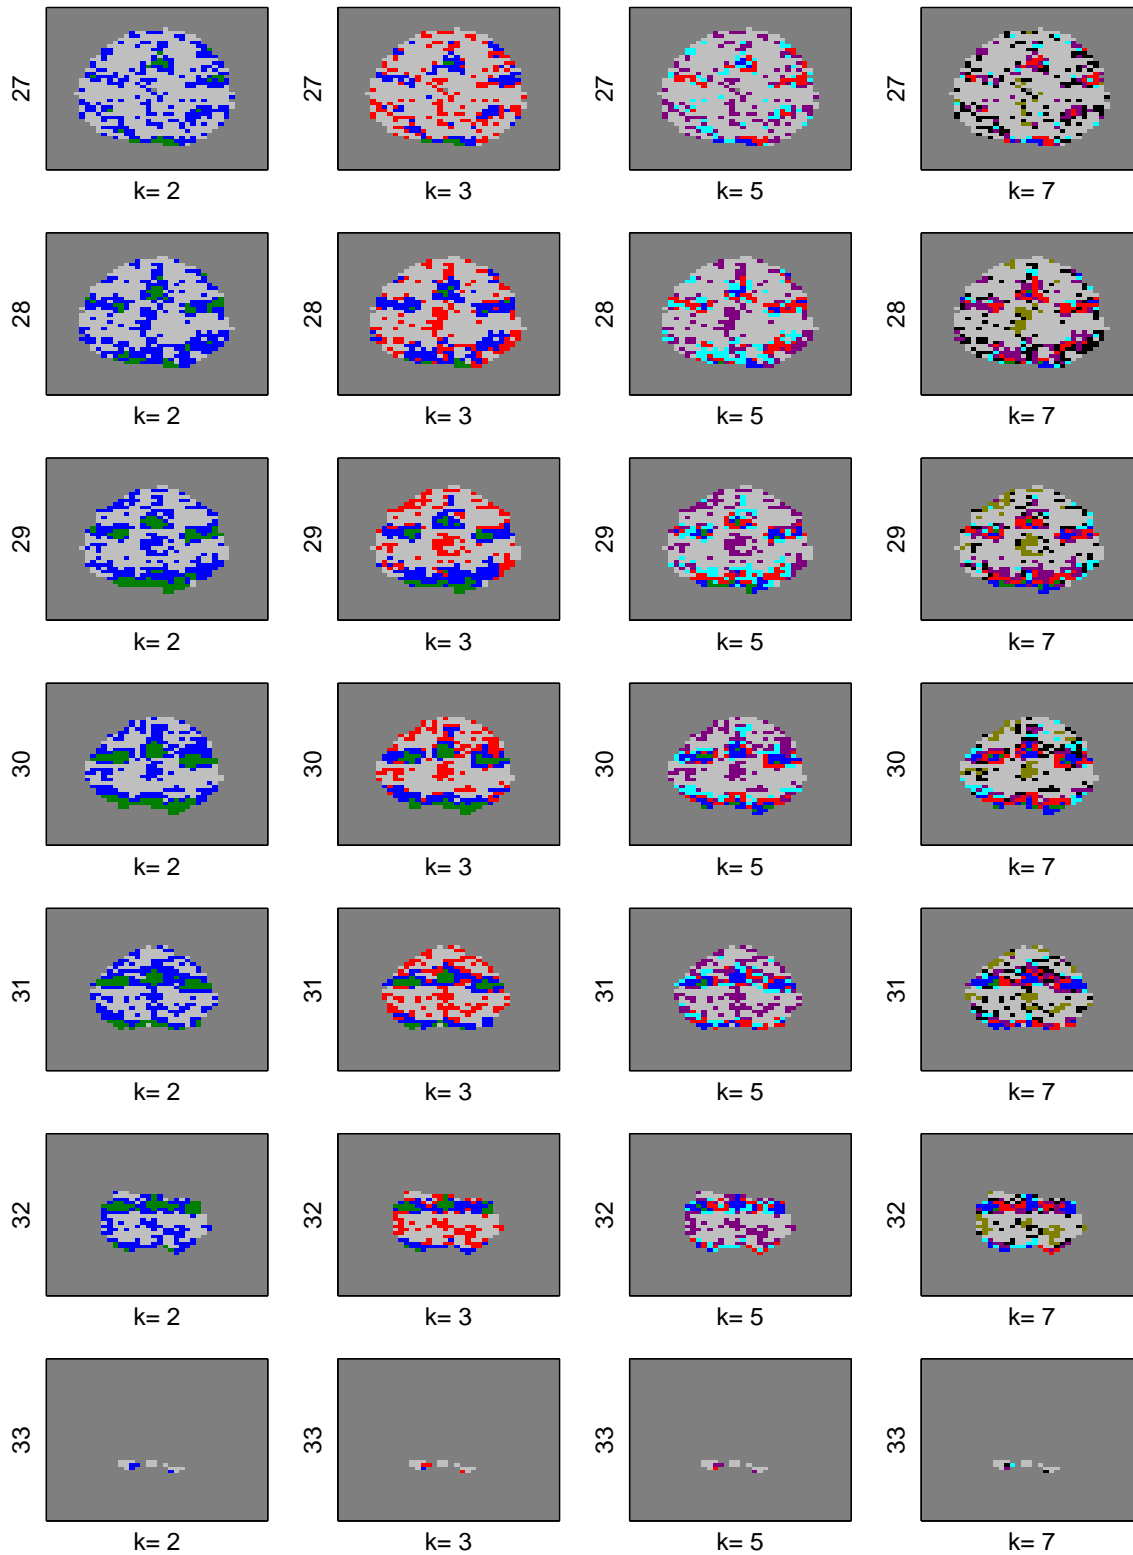 27 27 27 27
k= 2 k= 3 k= 5 k= 7
28 28 28 28
k= 2 k= 3 k= 5 k= 7
29 29 29 29
k= 2 k= 3 k= 5 k= 7
30 30 30 30
k= 2 k= 3 k= 5 k= 7
31 31 31 31
k= 2 k= 3 k= 5 k= 7
32 32 32 32
k= 2 k= 3 k= 5 k= 7
33 33 33 33
k= 2 k= 3 k= 5 k= 7